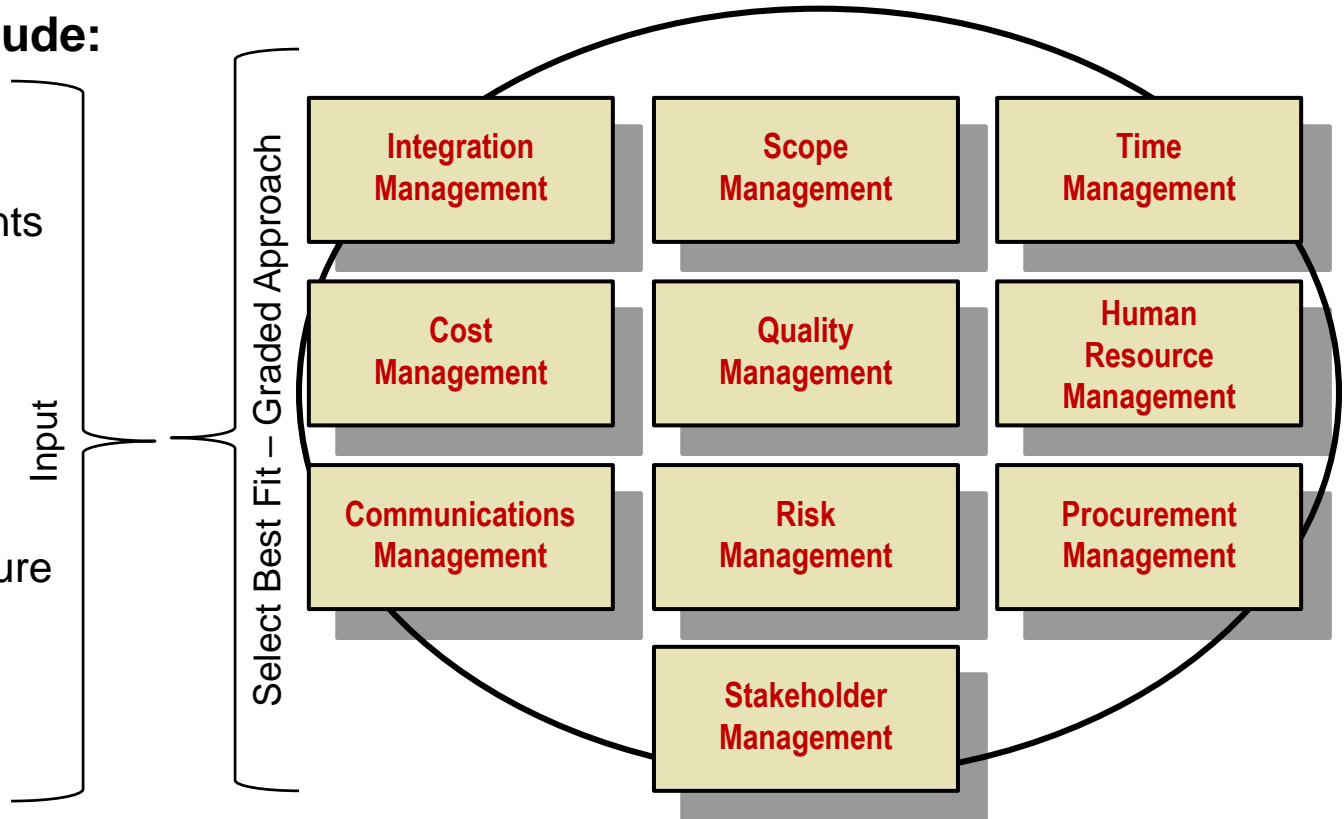 ude:
nts
ure
Input
Select Best Fit – Graded Approach
Integration
Management
Scope
Management
Time
Management
Cost
Management
Quality
Management
Human
Resource
Management
Communications
Management
Risk
Management
Procurement
Management
Stakeholder
Management